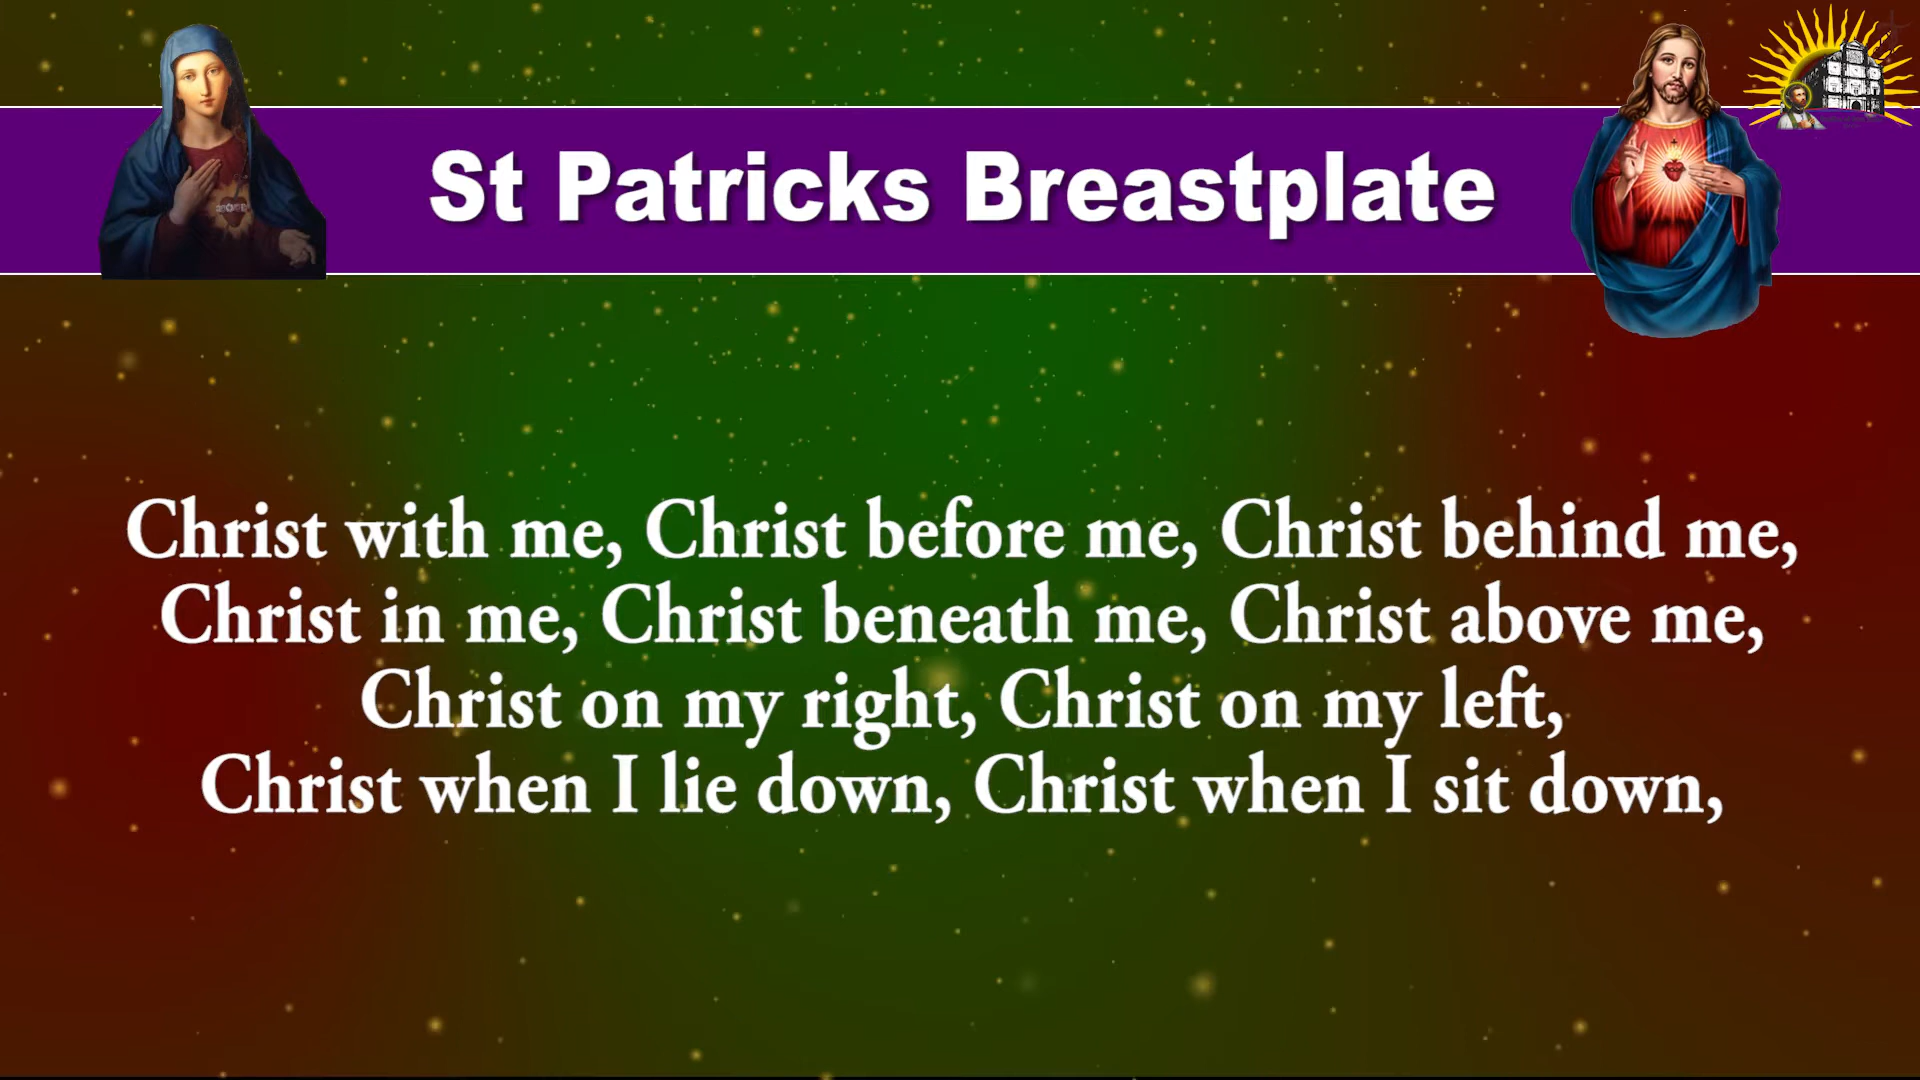 St Patricks Breastplate
Christ with me, Christ before me, Christ behind me,
Christ in me, Christ beneath me, Christ above me,
Christ on my right, Christ on my left,
Christ when I lie down, Christ when I sit down,